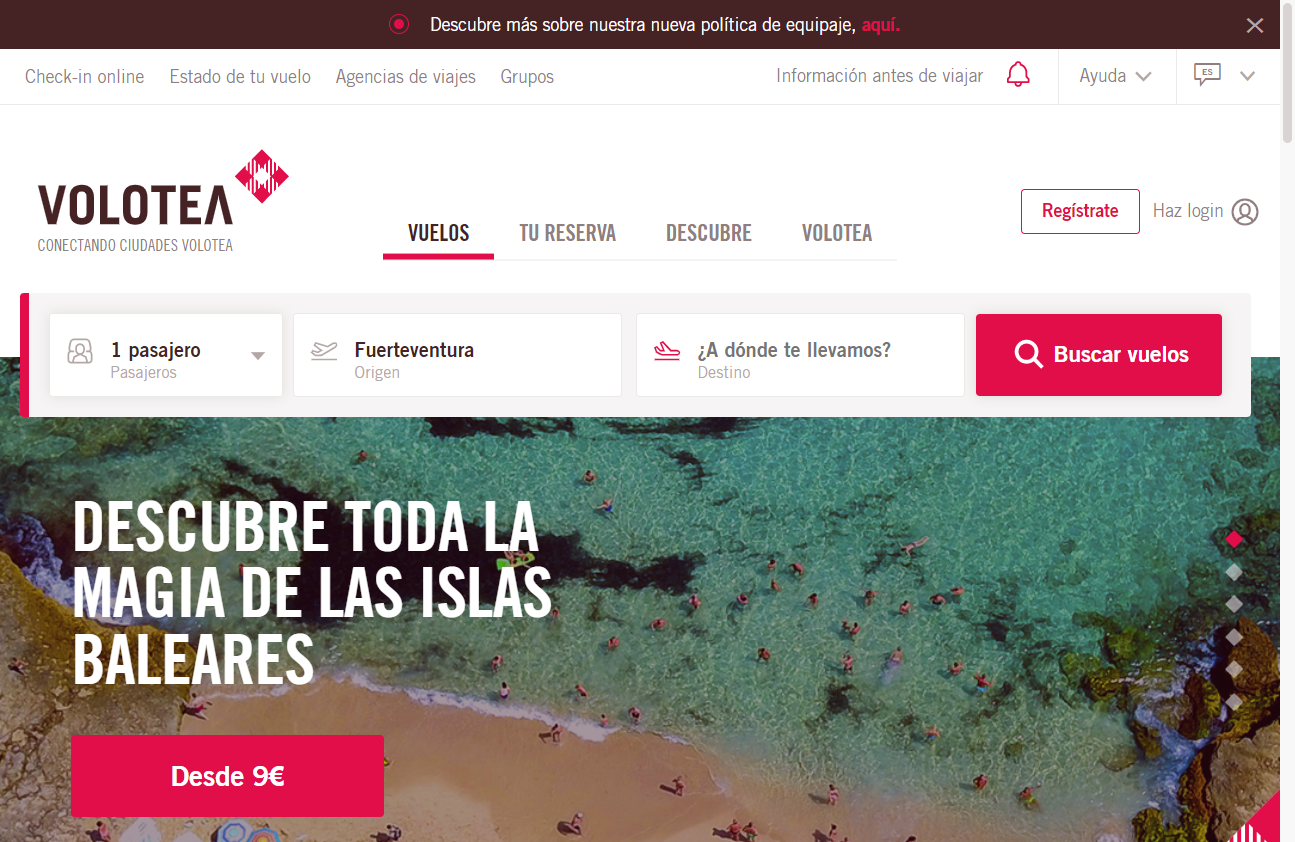 Descubre más sobre nuestra nueva política de equipaje, aquí.
Check-in online Estado de tu vuelo Agencias de viajes Grupos Información antes de viajar Ayuda ES
VOLOTEA
CONECTANDO CIUDADES VOLOTEA
VUELOS TU RESERVA DESCUBRE VOLOTEA
Regístrate Haz login
1 pasajero
Pasajeros
Fuerteventura
Origen
¿A dónde te llevamos?
Destino
Buscar vuelos
DESCUBRE TODA LA
MAGIA DE LAS ISLAS
BALEARES
Desde 9€